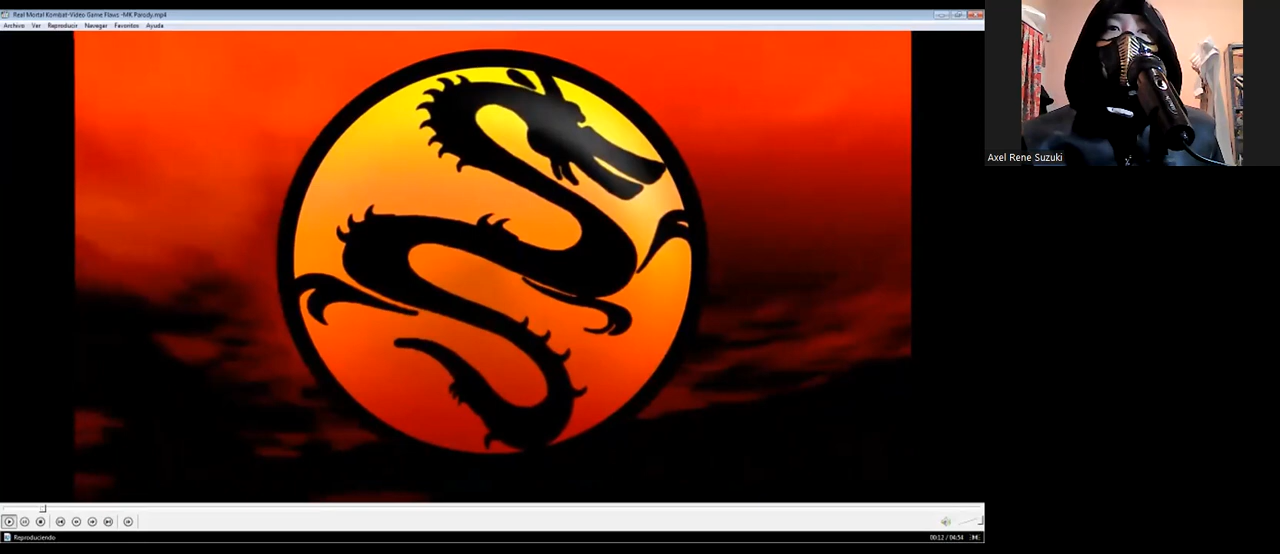 Real Mortal Kombat-Video Game Flaws -MK Parody.mp4
Archivo Ver Reproducir Navegar Favoritos Ayuda
Axel Rene Suzuki
Reproduciendo
00:12 / 04:54